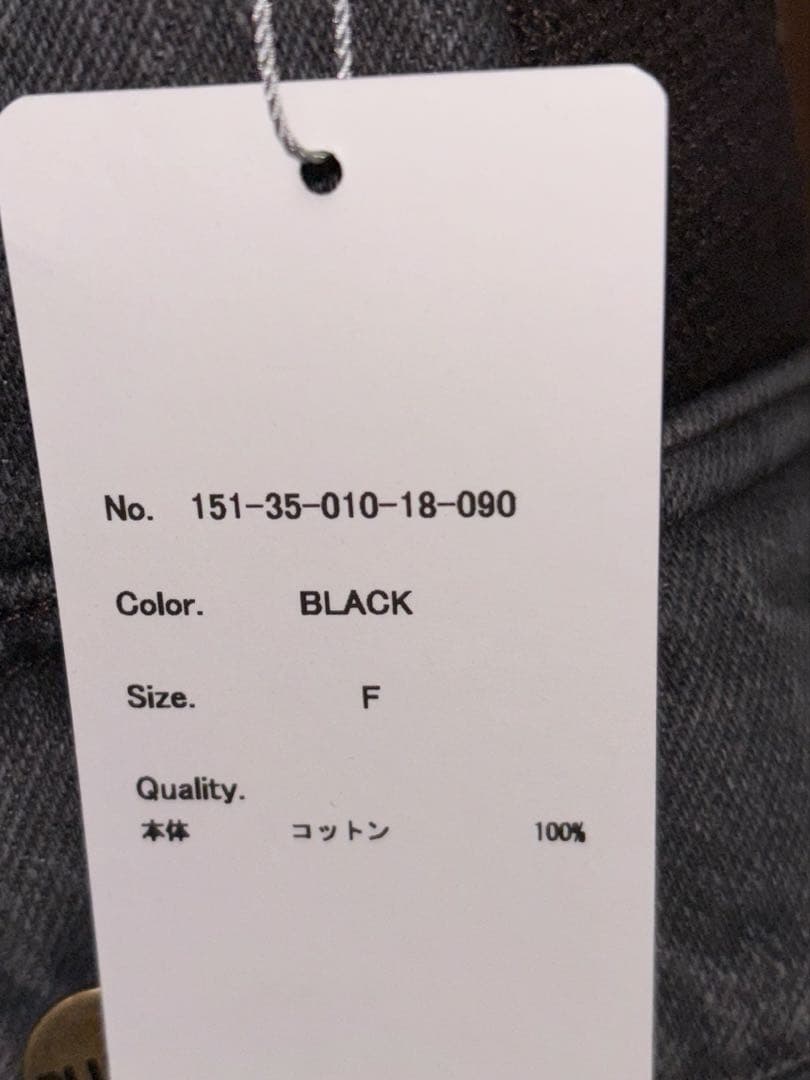 No. 151-35-010-18-090
Color. BLACK
Size. F
Quality.
本体 コットン 100%